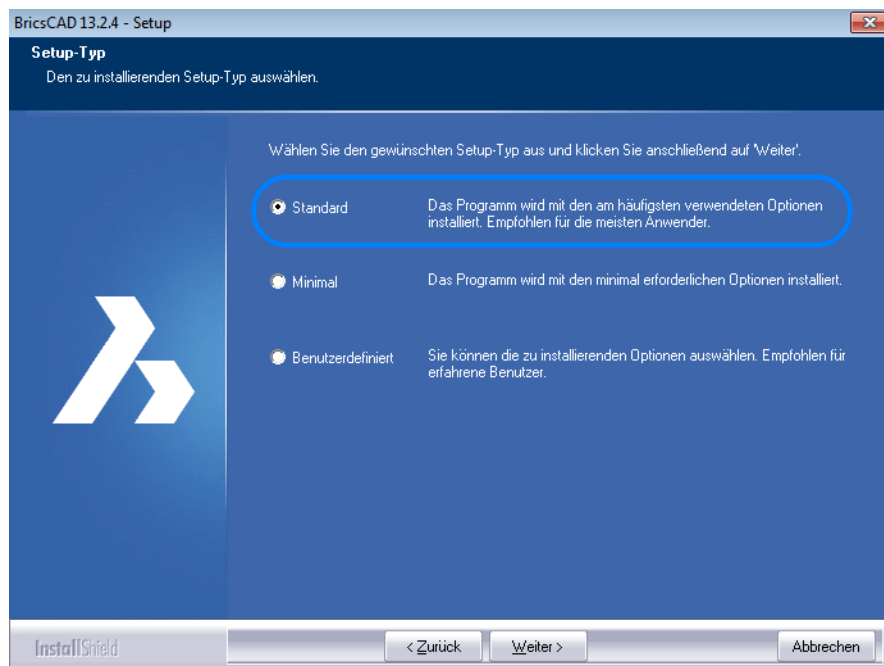 BricsCAD 13.2.4 - Setup
Setup-Typ
Den zu installierenden Setup-Typ auswählen.
Wählen Sie den gewünschten Setup-Typ aus und klicken Sie anschließend auf 'Weiter'.
Standard
Das Programm wird mit den am häufigsten verwendeten Optionen
installiert. Empfohlen für die meisten Anwender.
Minimal
Das Programm wird mit den minimal erforderlichen Optionen installiert.
Benutzerdefiniert
Sie können die zu installierenden Optionen auswählen. Empfohlen für
erfahrene Benutzer.
InstallShield
< Zurück
Weiter >
Abbrechen